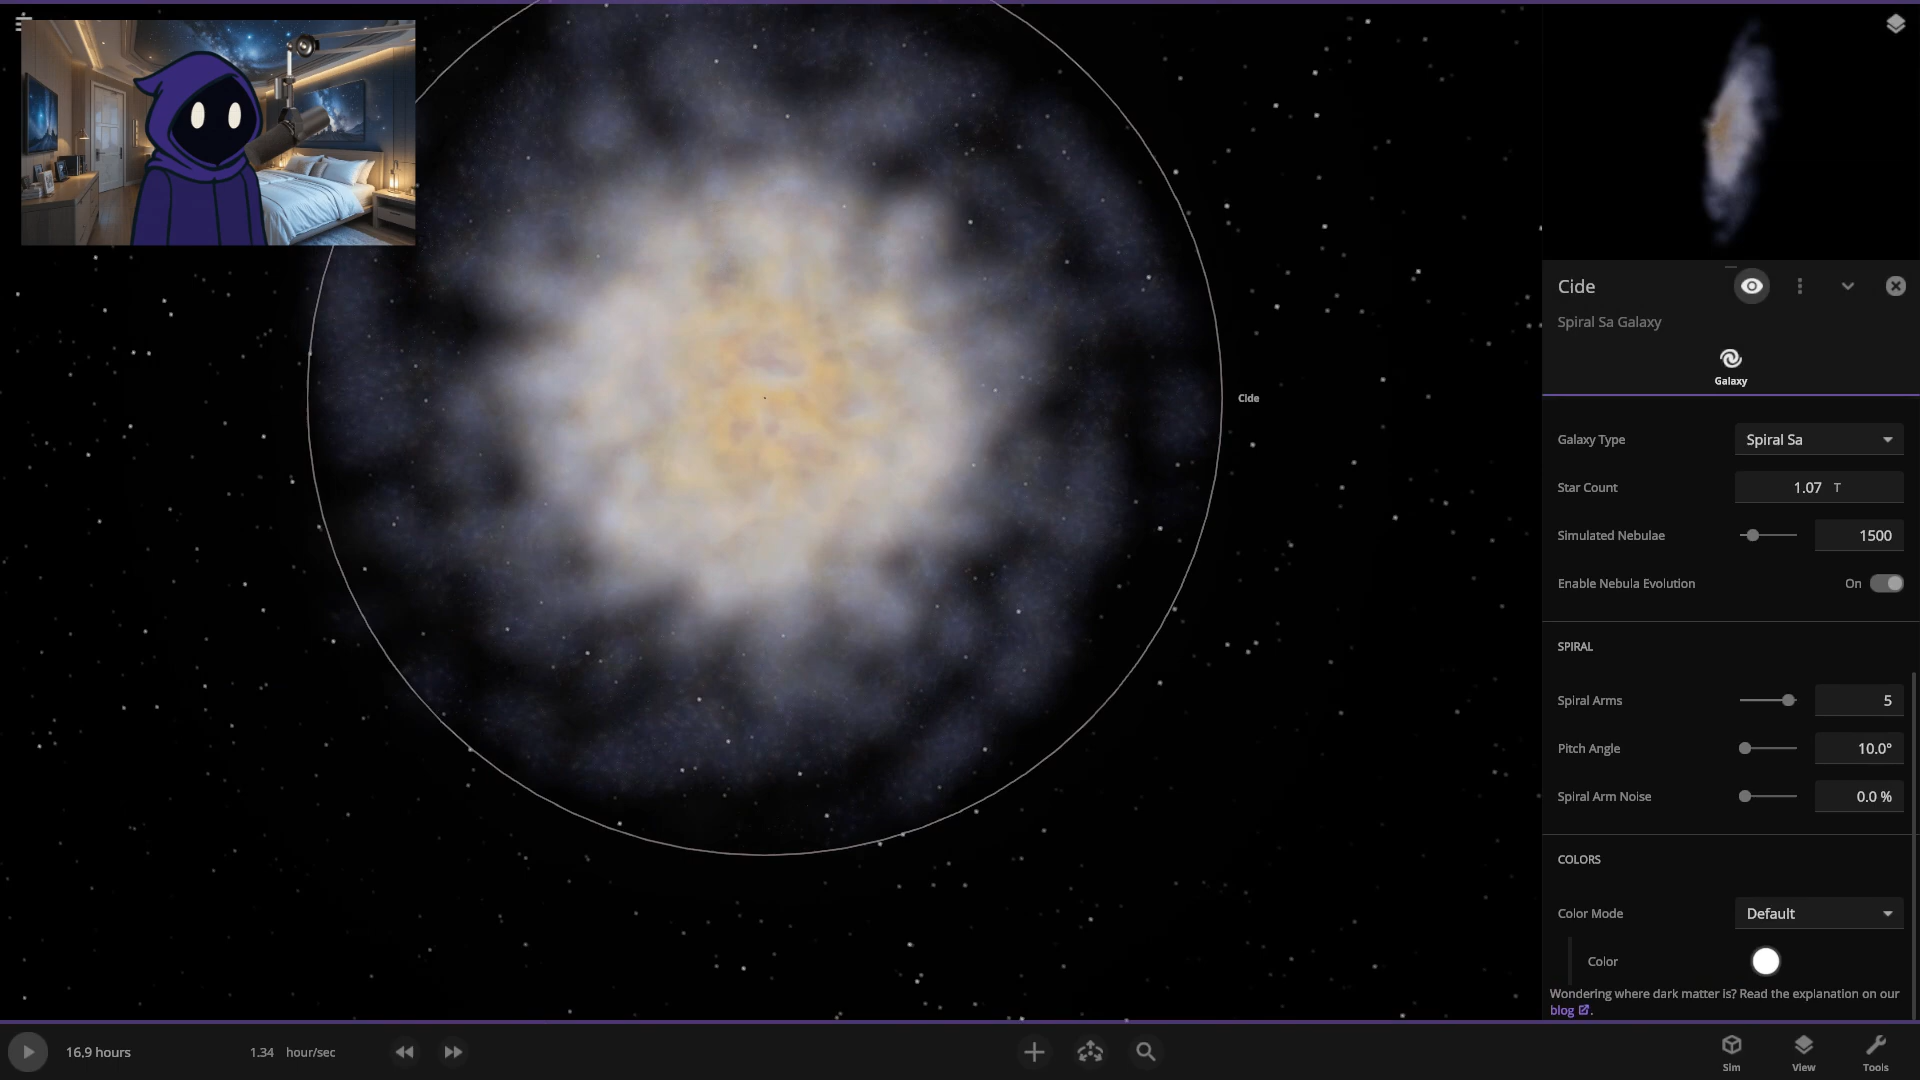 Cide
Cide
Spiral Sa Galaxy
Galaxy
Galaxy Type Spiral Sa
Star Count 1.07 T
Simulated Nebulae 1500
Enable Nebula Evolution On
SPIRAL
Spiral Arms 5
Pitch Angle 10.0°
Spiral Arm Noise 0.0 %
COLORS
Color Mode Default
Color
Wondering where dark matter is? Read the explanation on our
blog.
16.9 hours 1.34 hour/sec
Sim View Tools